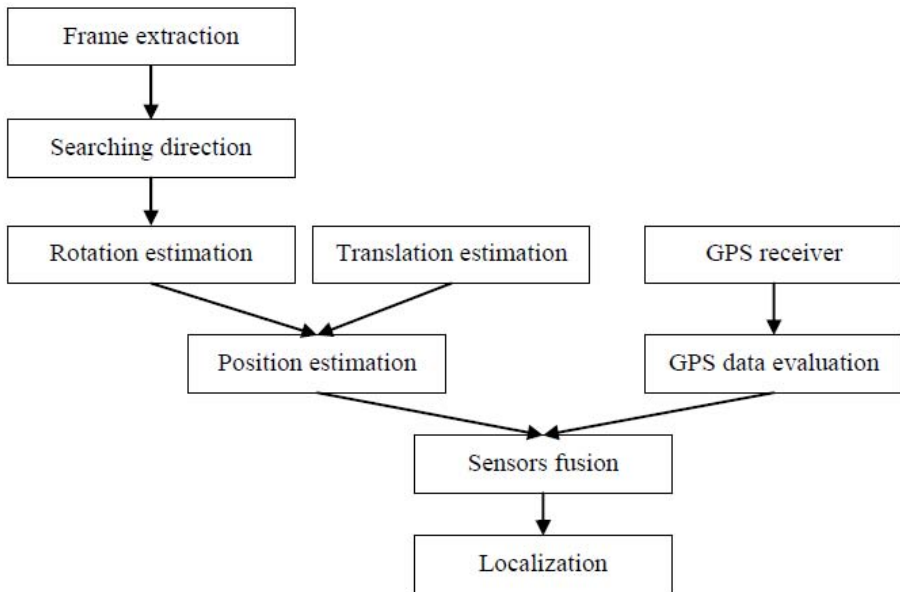 Frame extraction
Searching direction
Rotation estimation
Translation estimation
GPS receiver
Position estimation
GPS data evaluation
Sensors fusion
Localization